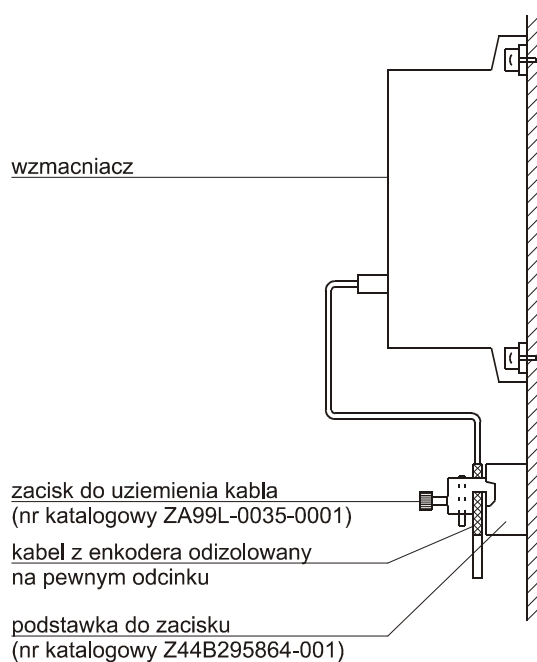 wzmacniacz
zacisk do uziemienia kabla
(nr katalogowy ZA99L-0035-0001)
kabel z enkodera odizolowany
na pewnym odcinku
podstawka do zacisku
(nr katalogowy Z44B295864-001)